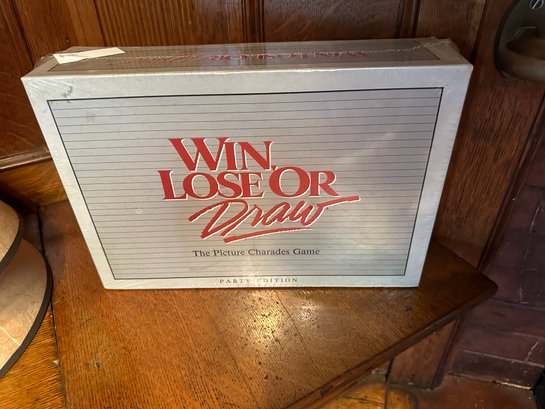 WIN,
LOSE OR
Draw
The Picture Charades Game
PARTY EDITION